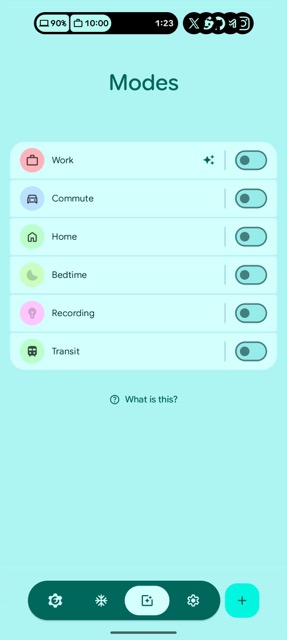 90% 10:00 1:23
Modes
Work
Commute
Home
Bedtime
Recording
Transit
What is this?